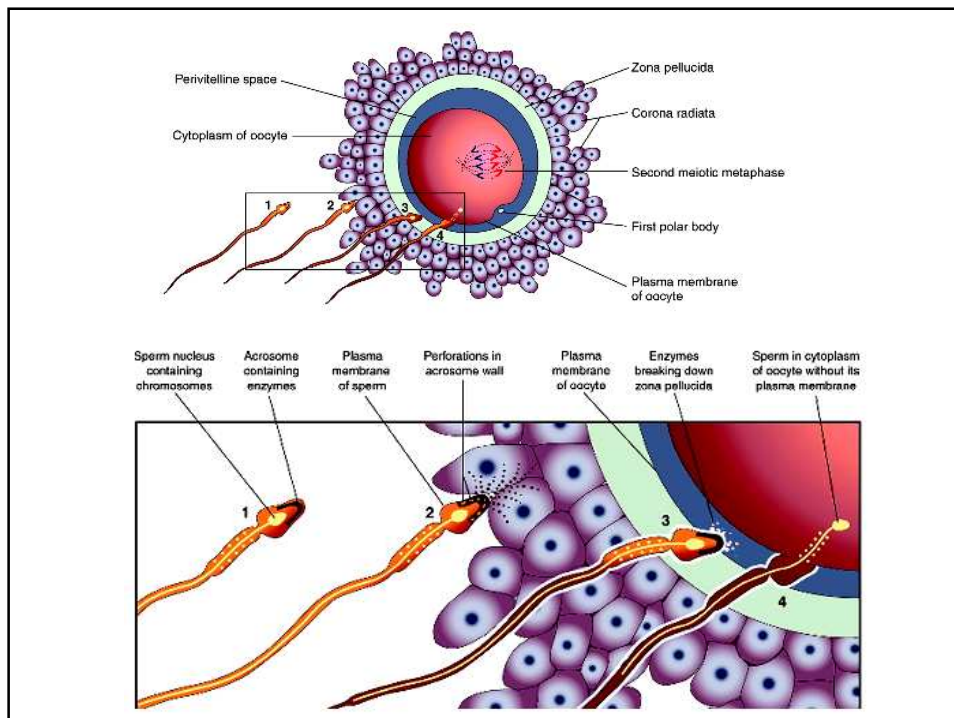 Perivitelline space
Cytoplasm of oocyte
Zona pellucida
Corona radiata
Second meiotic metaphase
First polar body
Plasma membrane
of oocyte
1
2
3
4
Sperm nucleus
containing
chromosomes
Acrosome
containing
enzymes
Plasma
membrane
of sperm
Perforations in
acrosome wall
Plasma
membrane
of oocyte
Enzymes
breaking down
zona pellucida
Sperm in cytoplasm
of oocyte without its
plasma membrane
1
2
3
4